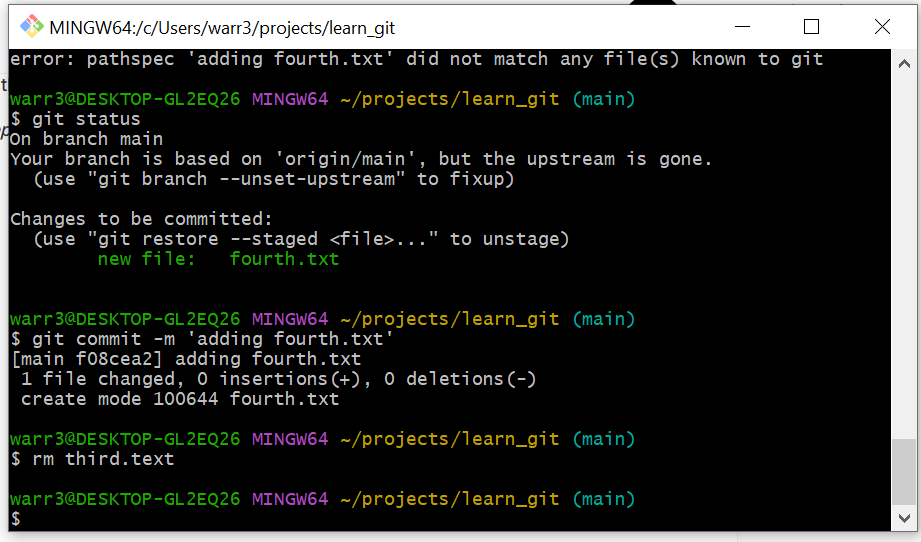 MINGW64:/c/Users/warr3/projects/learn_git
error: pathspec 'adding fourth.txt' did not match any file(s) known to git
warr3@DESKTOP-GL2EQ26 MINGW64 ~/projects/learn_git (main)
$ git status
On branch main
Your branch is based on 'origin/main', but the upstream is gone.
  (use "git branch --unset-upstream" to fixup)
Changes to be committed:
  (use "git restore --staged <file>..." to unstage)
        new file:   fourth.txt
warr3@DESKTOP-GL2EQ26 MINGW64 ~/projects/learn_git (main)
$ git commit -m 'adding fourth.txt'
[main f08cea2] adding fourth.txt
 1 file changed, 0 insertions(+), 0 deletions(-)
 create mode 100644 fourth.txt
warr3@DESKTOP-GL2EQ26 MINGW64 ~/projects/learn_git (main)
$ rm third.text
warr3@DESKTOP-GL2EQ26 MINGW64 ~/projects/learn_git (main)
$